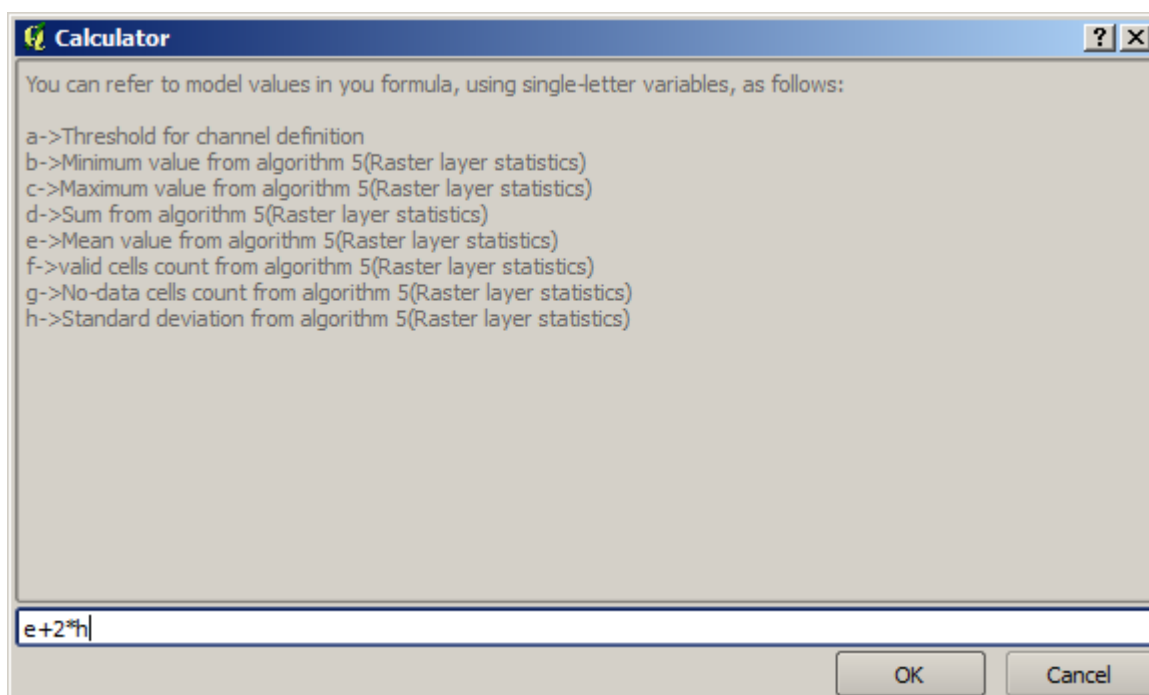 Calculator
You can refer to model values in you formula, using single-letter variables, as follows:
a->Threshold for channel definition
b->Minimum value from algorithm 5(Raster layer statistics)
c->Maximum value from algorithm 5(Raster layer statistics)
d->Sum from algorithm 5(Raster layer statistics)
e->Mean value from algorithm 5(Raster layer statistics)
f->valid cells count from algorithm 5(Raster layer statistics)
g->No-data cells count from algorithm 5(Raster layer statistics)
h->Standard deviation from algorithm 5(Raster layer statistics)
e+2*h
OK Cancel